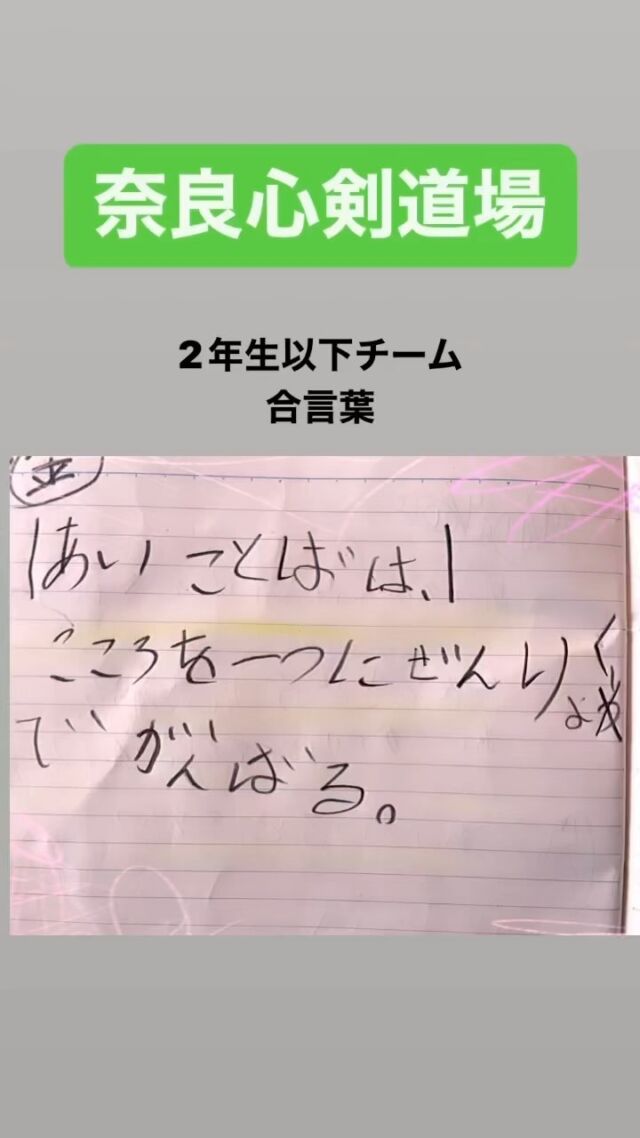 奈良心剣道場
2年生以下チーム
合言葉
あいことばは、
こころを一つにぜんりょく
でがんばる。